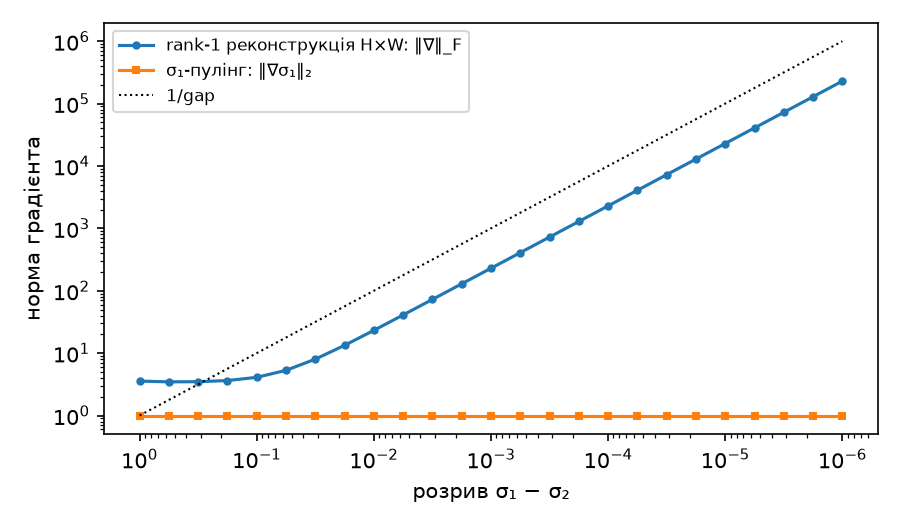 rank-1 реконструкція H×W: ‖∇‖_F
σ₁-пулінг: ‖∇σ₁‖₂
1/gap
норма градієнта
10⁶
10⁵
10⁴
10³
10²
10¹
10⁰
10⁰ 10⁻¹ 10⁻² 10⁻³ 10⁻⁴ 10⁻⁵ 10⁻⁶
розрив σ₁ − σ₂